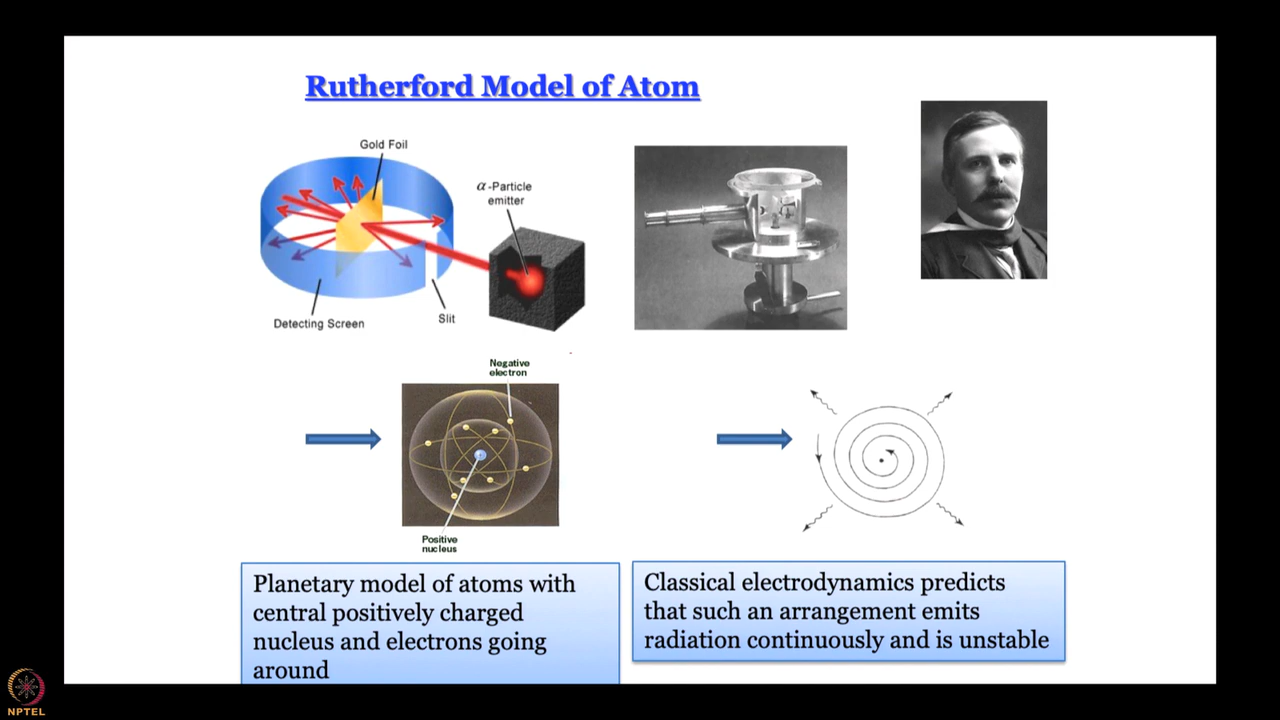 Rutherford Model of Atom
Gold Foil
α-Particle
emitter
Detecting Screen
Slit
Negative
electron
Positive
nucleus
Planetary model of atoms with
central positively charged
nucleus and electrons going
around
Classical electrodynamics predicts
that such an arrangement emits
radiation continuously and is unstable
NPTEL